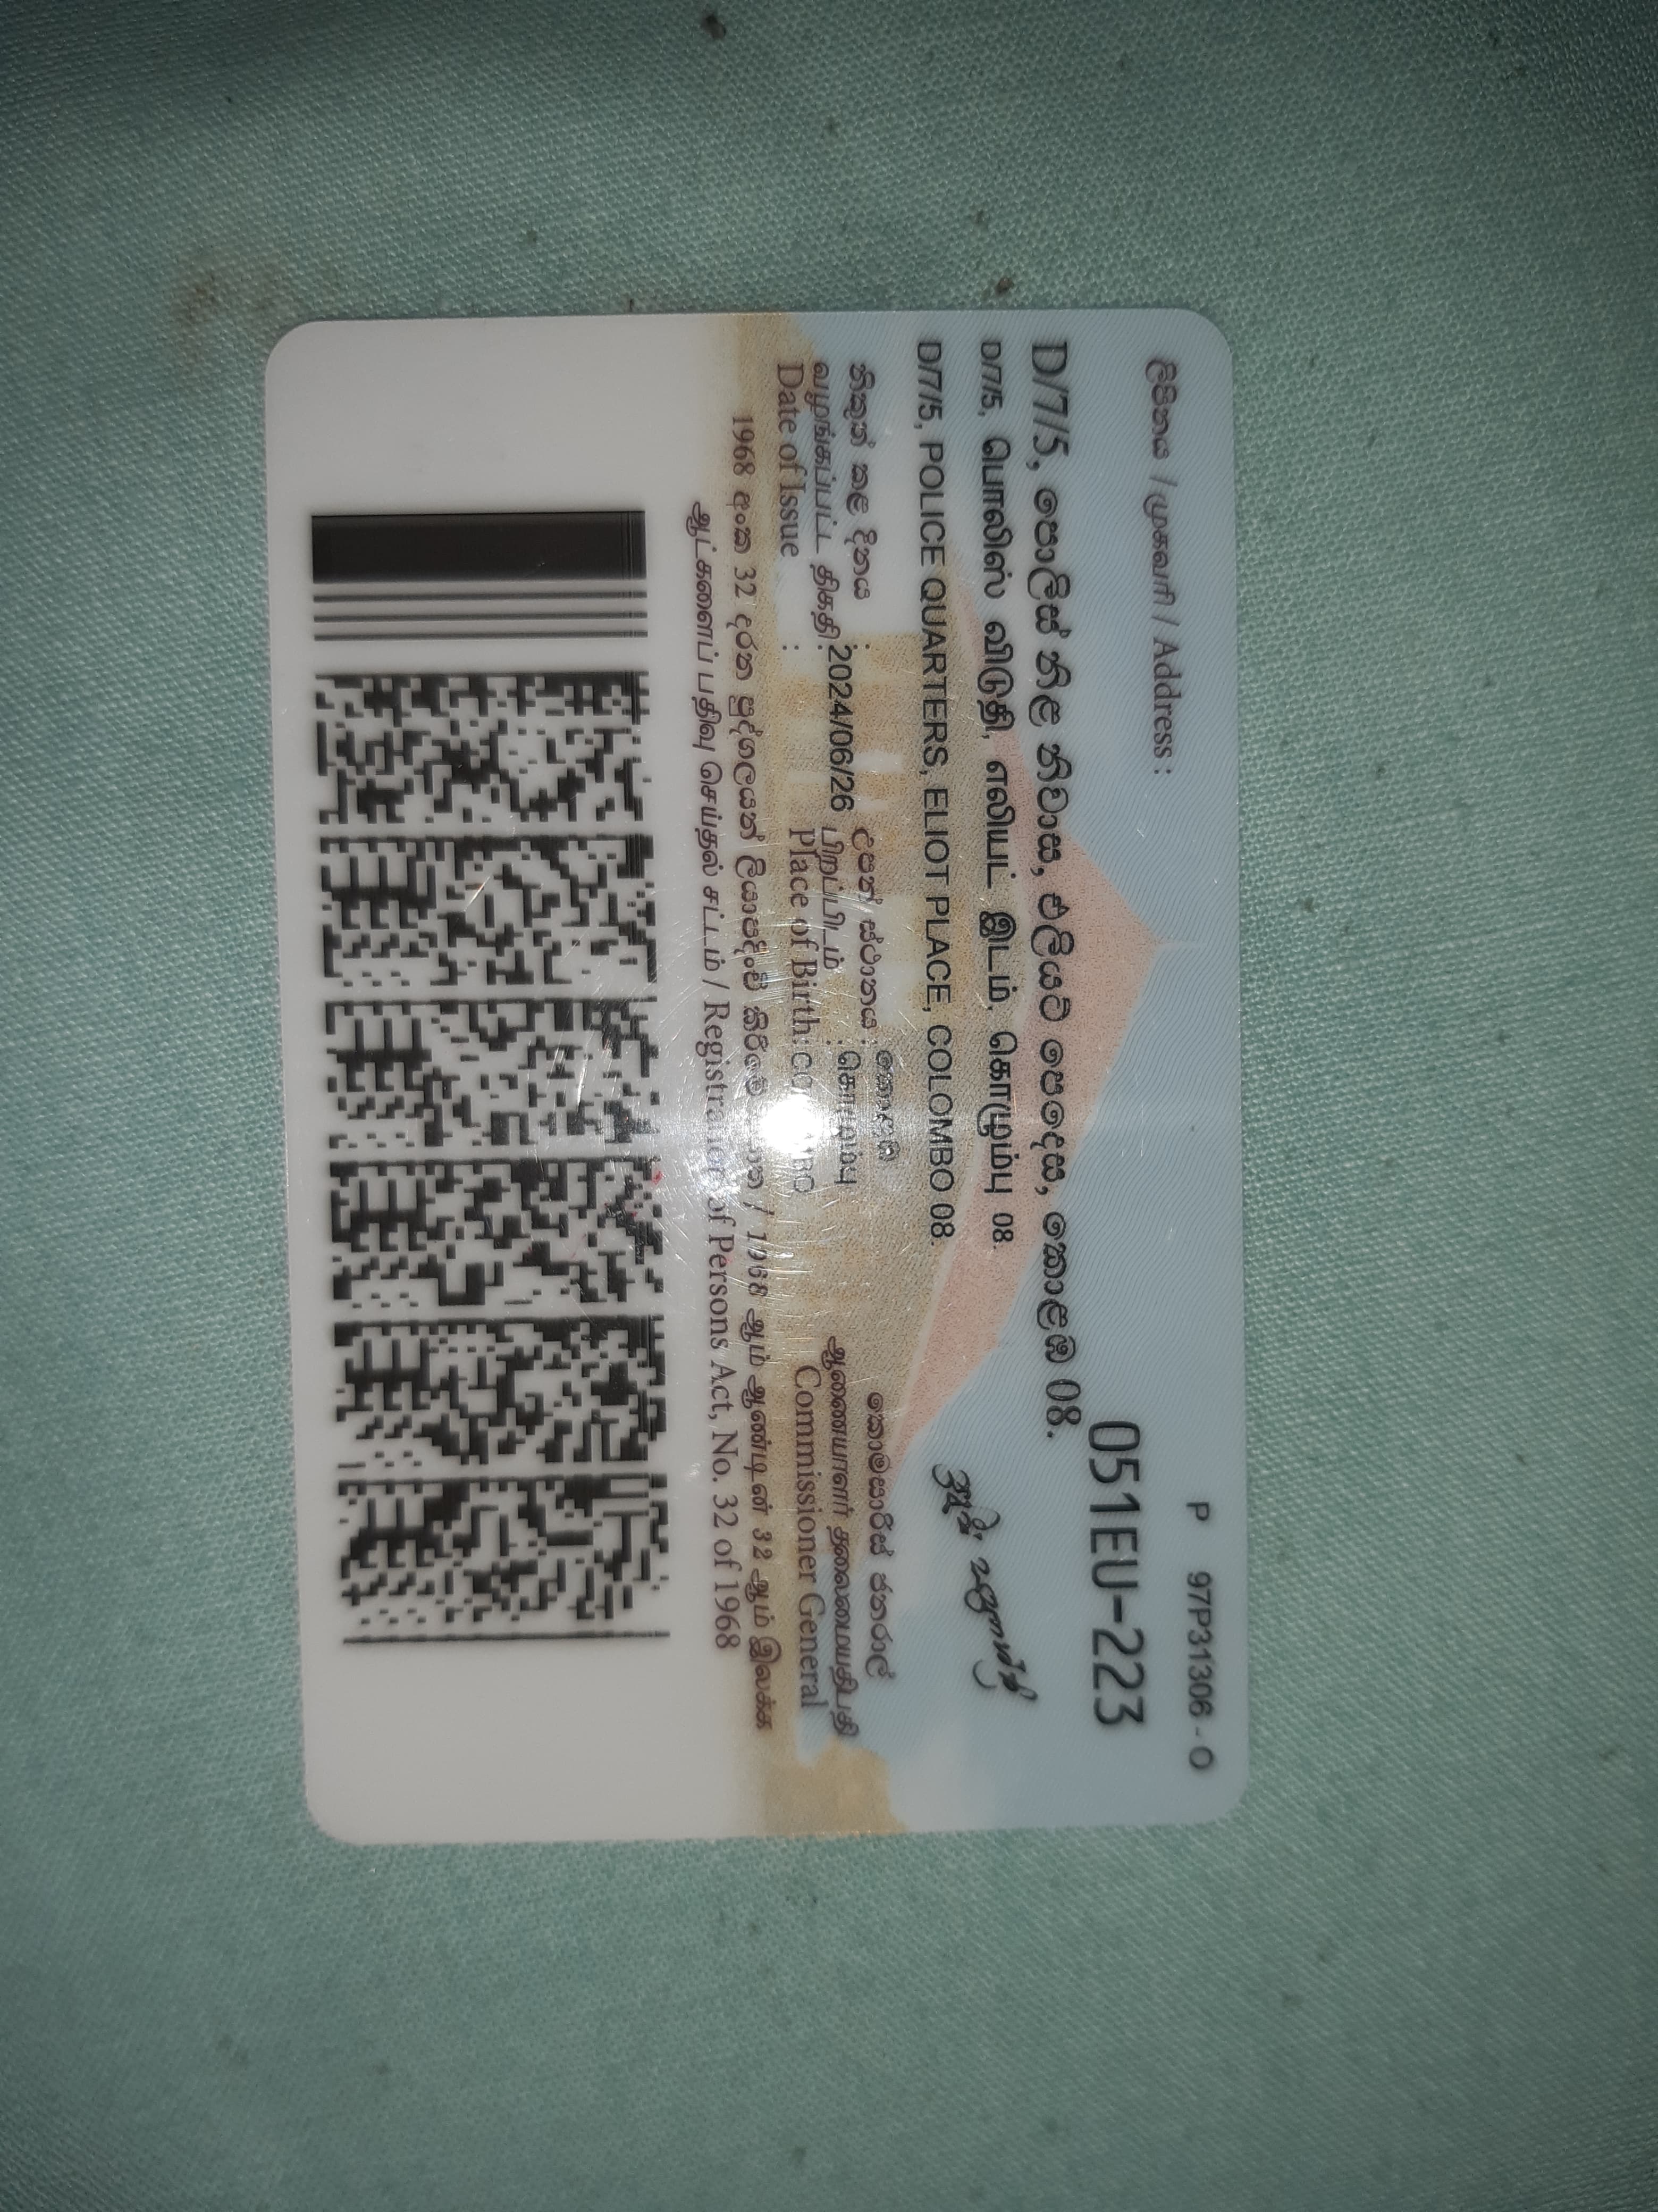 P 97P31306 - O
ලිපිනය / முகவரி / Address :
051EU-223
D/7/5, පොලිස් නිළ නිවාස, එලියට් පෙදෙස, කොළඹ 08.
D/7/5, பொலிஸ் விடுதி, எலியட் இடம், கொழும்பு 08.
D/7/5, POLICE QUARTERS, ELIOT PLACE, COLOMBO 08.
නිකුත් කළ දිනය : උපන් ස්ථානය : කොළඹ කොමසාරිස් ජනරාල්
வழங்கப்பட்ட திகதி : 2024/06/26 பிறப்பிடம் : கொழும்பு ஆணையாளர் தலைமையதிபதி
Date of Issue : Place of Birth: Commissioner General
1968 අංක 32 දරන පුද්ගලයන් ලියාපදිංචි කිරීමේ / 1968 ஆம் ஆண்டின் 32 ஆம் இலக்க
ஆட்களைப் பதிவு செய்தல் சட்டம் / Registration of Persons Act, No. 32 of 1968